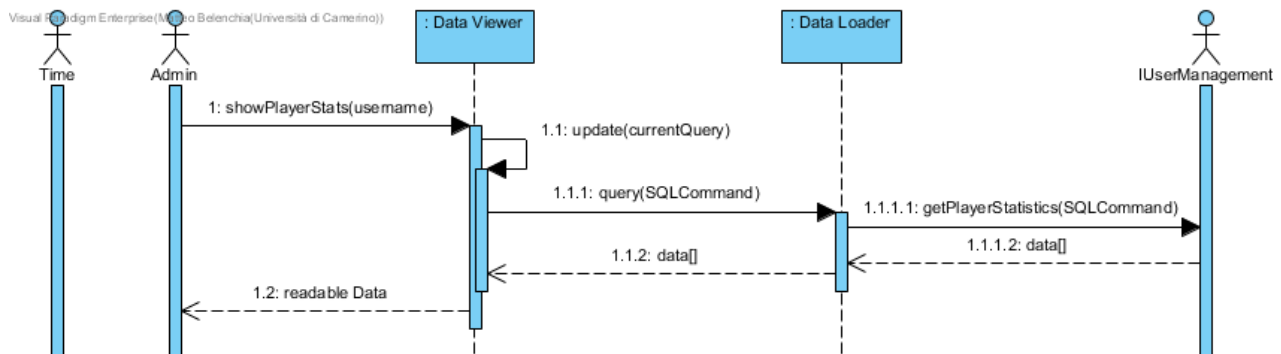 Visual Paradigm Enterprise(Matteo Belenchia(Università di Camerino))
: Data Viewer
: Data Loader
Time
Admin
IUserManagement
1: showPlayerStats(username)
1.1: update(currentQuery)
1.1.1: query(SQLCommand)
1.1.1.1: getPlayerStatistics(SQLCommand)
1.1.1.2: data[]
1.1.2: data[]
1.2: readable Data